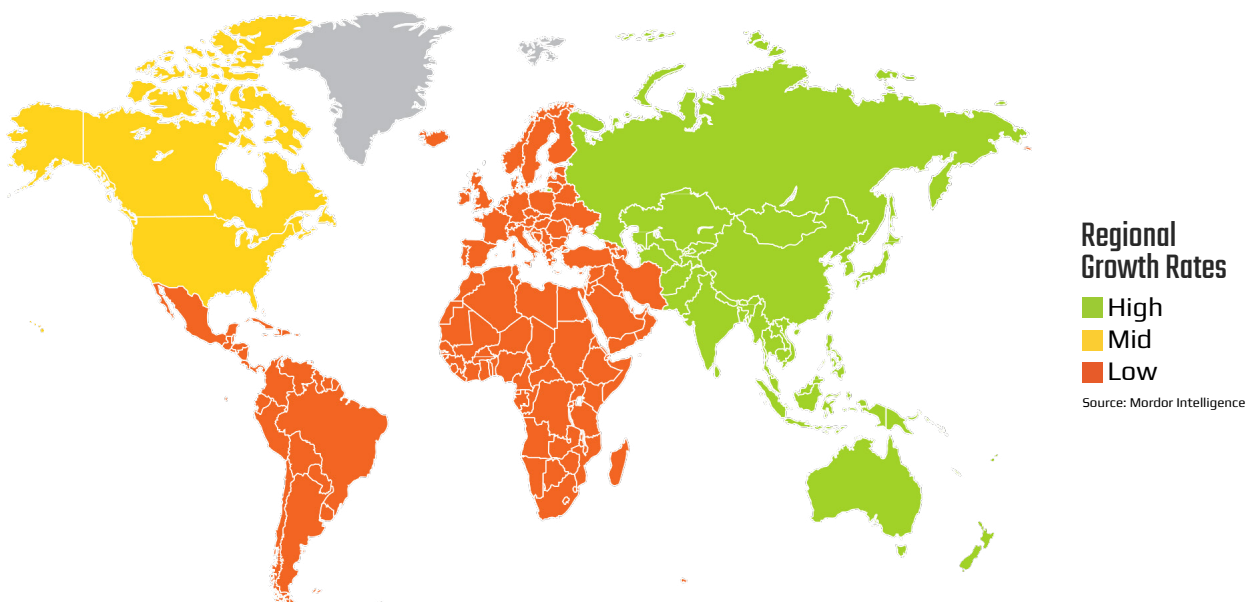 Regional
Growth Rates
High
Mid
Low
Source: Mordor Intelligence